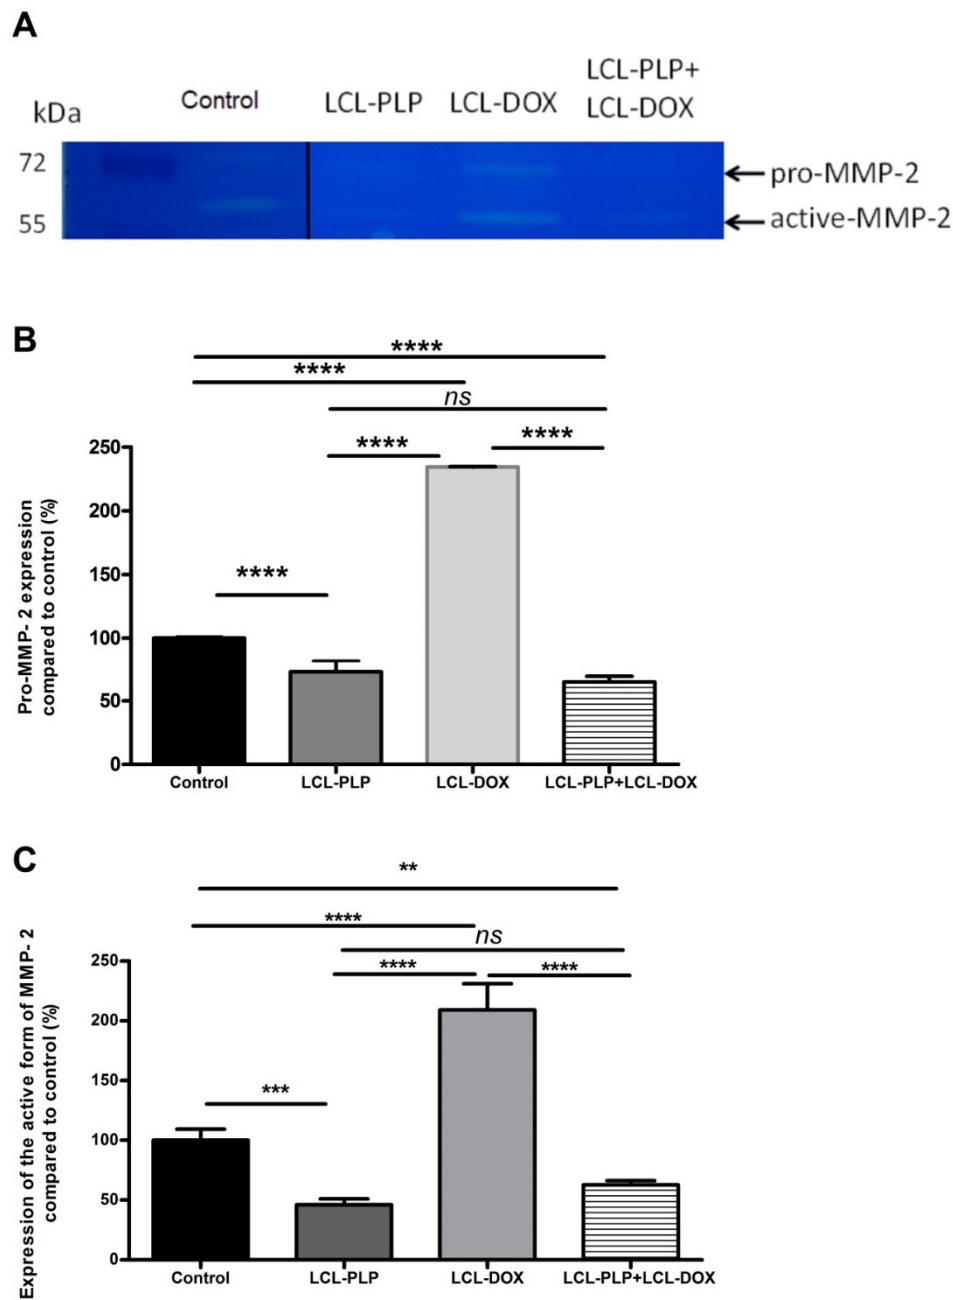 A
kDa
Control
LCL-PLP
LCL-DOX
LCL-PLP+
LCL-DOX
72
pro-MMP-2
55
active-MMP-2
B
****
****
ns
****
****
****
Pro-MMP- 2 expression
compared to control (%)
250
200
150
100
50
0
Control
LCL-PLP
LCL-DOX
LCL-PLP+LCL-DOX
C
**
****
ns
****
****
***
Expression of the active form of MMP- 2
compared to control (%)
250
200
150
100
50
0
Control
LCL-PLP
LCL-DOX
LCL-PLP+LCL-DOX